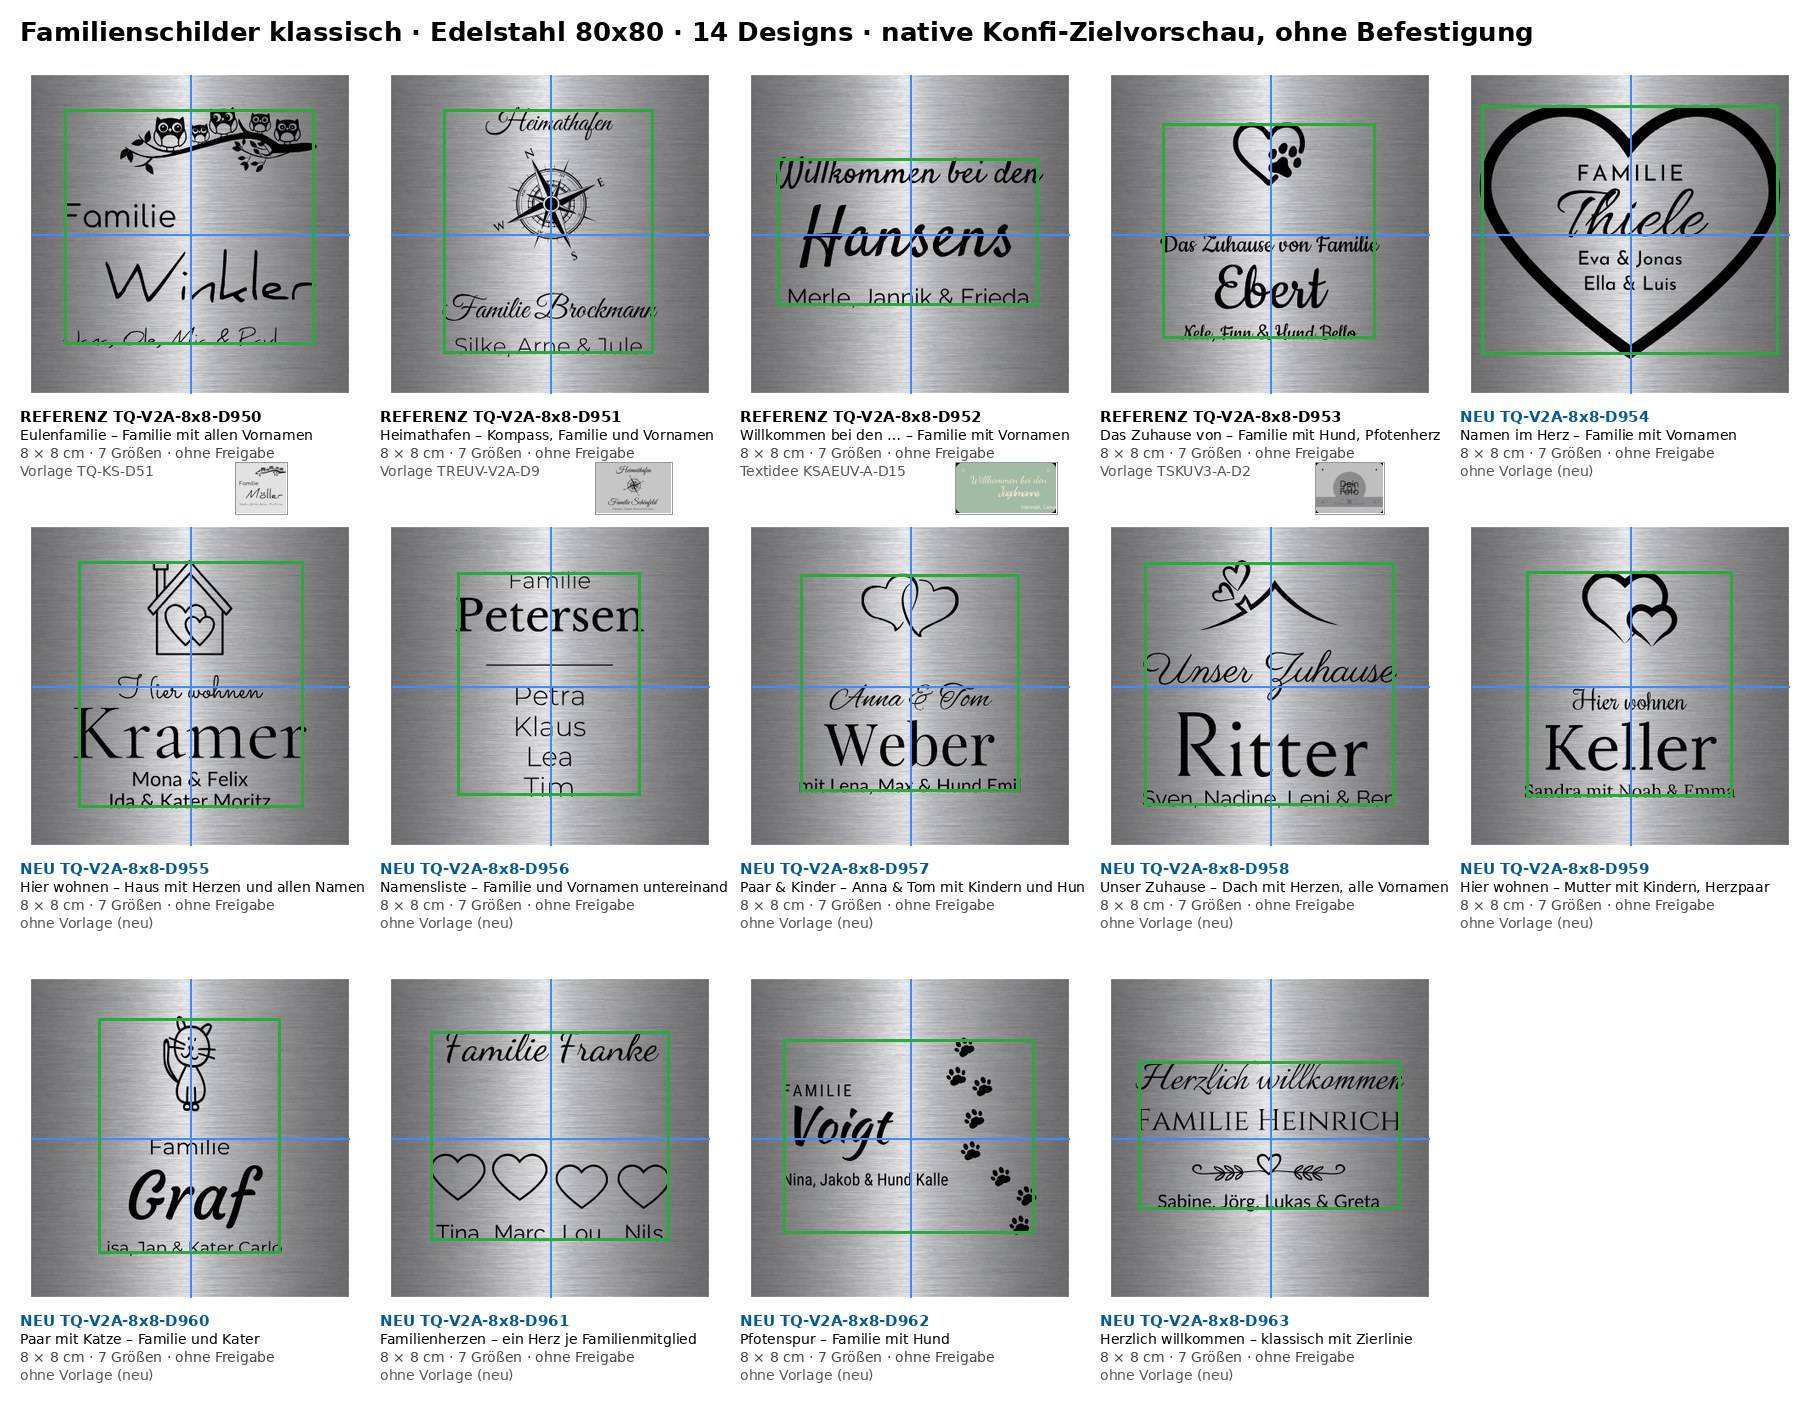 Familienschilder klassisch · Edelstahl 80x80 · 14 Designs · native Konfi-Zielvorschau, ohne Befestigung
Familie
Winkler
REFERENZ TQ-V2A-8x8-D950
Eulenfamilie – Familie mit allen Vornamen
8 × 8 cm · 7 Größen · ohne Freigabe
Vorlage TQ-KS-D51
Familie
Möller
Heimathafen
N
E
W
S
Familie Brockmann
Silke, Arne & Jule
REFERENZ TQ-V2A-8x8-D951
Heimathafen – Kompass, Familie und Vornamen
8 × 8 cm · 7 Größen · ohne Freigabe
Vorlage TREUV-V2A-D9
Heimathafen
Familie Schönfeld
Willkommen bei den
Hansens
Merle, Jannik & Frieda
REFERENZ TQ-V2A-8x8-D952
Willkommen bei den ... – Familie mit Vornamen
8 × 8 cm · 7 Größen · ohne Freigabe
Textidee KSAEUV-A-D15
Willkommen bei den
Das Zuhause von Familie
Ebert
Nele, Finn & Hund Bello
REFERENZ TQ-V2A-8x8-D953
Das Zuhause von – Familie mit Hund, Pfotenherz
8 × 8 cm · 7 Größen · ohne Freigabe
Vorlage TSKUV3-A-D2
Dein
Foto
FAMILIE
Thiele
Eva & Jonas
Ella & Luis
NEU TQ-V2A-8x8-D954
Namen im Herz – Familie mit Vornamen
8 × 8 cm · 7 Größen · ohne Freigabe
ohne Vorlage (neu)
Hier wohnen
Kramer
Mona & Felix
Ida & Kater Moritz
NEU TQ-V2A-8x8-D955
Hier wohnen – Haus mit Herzen und allen Namen
8 × 8 cm · 7 Größen · ohne Freigabe
ohne Vorlage (neu)
Familie
Petersen
Petra
Klaus
Lea
Tim
NEU TQ-V2A-8x8-D956
Namensliste – Familie und Vornamen untereinand
8 × 8 cm · 7 Größen · ohne Freigabe
ohne Vorlage (neu)
Anna & Tom
Weber
mit Lena, Max & Hund Emil
NEU TQ-V2A-8x8-D957
Paar & Kinder – Anna & Tom mit Kindern und Hun
8 × 8 cm · 7 Größen · ohne Freigabe
ohne Vorlage (neu)
Unser Zuhause
Ritter
Sven, Nadine, Leni & Ben
NEU TQ-V2A-8x8-D958
Unser Zuhause – Dach mit Herzen, alle Vornamen
8 × 8 cm · 7 Größen · ohne Freigabe
ohne Vorlage (neu)
Hier wohnen
Keller
Sandra mit Noah & Emma
NEU TQ-V2A-8x8-D959
Hier wohnen – Mutter mit Kindern, Herzpaar
8 × 8 cm · 7 Größen · ohne Freigabe
ohne Vorlage (neu)
Familie
Graf
isa, Jan & Kater Carlo
NEU TQ-V2A-8x8-D960
Paar mit Katze – Familie und Kater
8 × 8 cm · 7 Größen · ohne Freigabe
ohne Vorlage (neu)
Familie Franke
Tina Marc Lou Nils
NEU TQ-V2A-8x8-D961
Familienherzen – ein Herz je Familienmitglied
8 × 8 cm · 7 Größen · ohne Freigabe
ohne Vorlage (neu)
FAMILIE
Voigt
Nina, Jakob & Hund Kalle
NEU TQ-V2A-8x8-D962
Pfotenspur – Familie mit Hund
8 × 8 cm · 7 Größen · ohne Freigabe
ohne Vorlage (neu)
Herzlich willkommen
FAMILIE HEINRICH
Sabine, Jörg, Lukas & Greta
NEU TQ-V2A-8x8-D963
Herzlich willkommen – klassisch mit Zierlinie
8 × 8 cm · 7 Größen · ohne Freigabe
ohne Vorlage (neu)